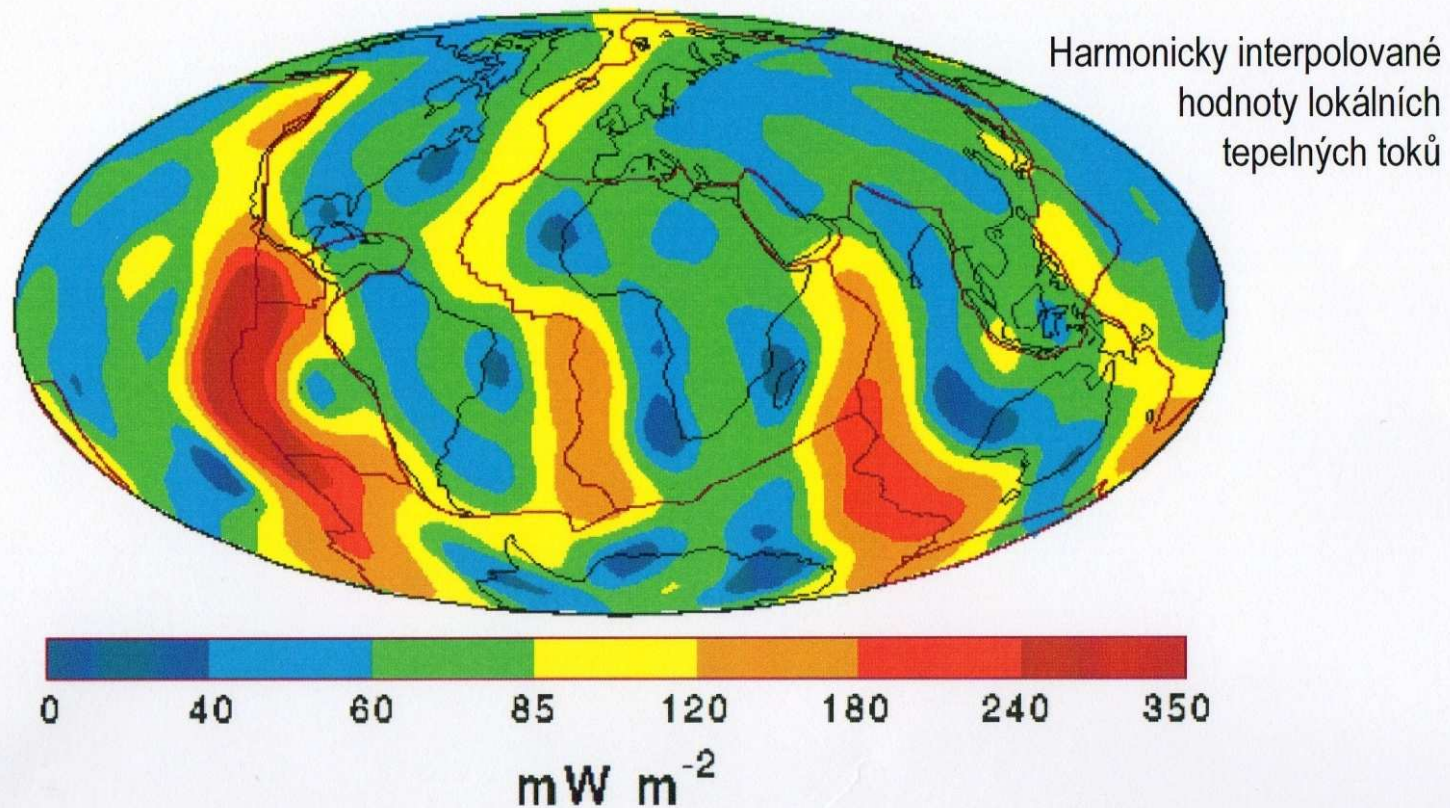 Harmonicky interpolované
hodnoty lokálních
tepelných toků
0 40 60 85 120 180 240 350
mW m⁻²